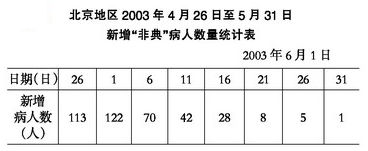 北京地区 2003 年 4 月 26 日至 5 月 31 日
新增“非典”病人数量统计表
2003 年 6 月 1 日
日期(日) 26 1 6 11 16 21 26 31
新增
病人数
(人) 113 122 70 42 28 8 5 1